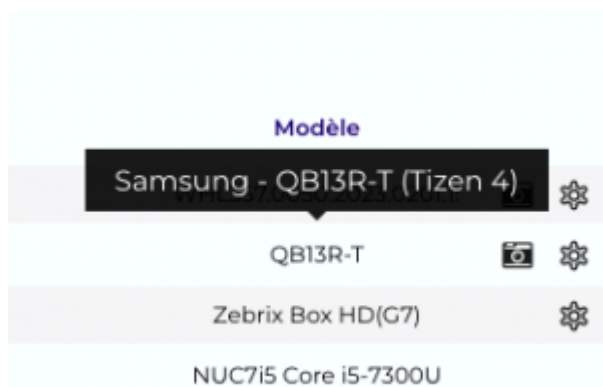 Modèle
Samsung - QB13R-T (Tizen 4)
QB13R-T
Zebrix Box HD(G7)
NUC7i5 Core i5-7300U